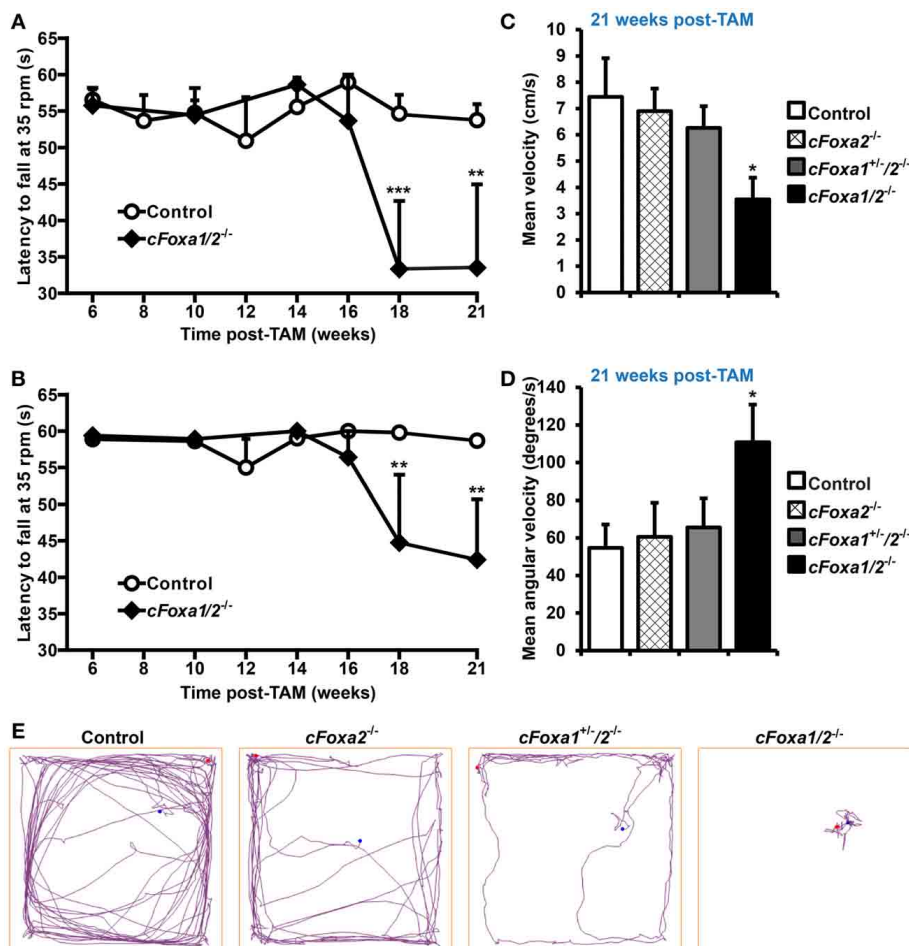 A
Latency to fall at 35 rpm (s)
65
60
55
50
45
40
35
30
***
**
Control
cFoxa1/2-/-
6 8 10 12 14 16 18 21
Time post-TAM (weeks)
B
Latency to fall at 35 rpm (s)
65
60
55
50
45
40
35
30
**
**
Control
cFoxa1/2-/-
6 8 10 12 14 16 18 21
Time post-TAM (weeks)
C
21 weeks post-TAM
Mean velocity (cm/s)
10
9
8
7
6
5
4
3
2
1
0
*
Control
cFoxa2-/-
cFoxa1+/-/2-/-
cFoxa1/2-/-
D
21 weeks post-TAM
Mean angular velocity (degrees/s)
140
120
100
80
60
40
20
0
*
Control
cFoxa2-/-
cFoxa1+/-/2-/-
cFoxa1/2-/-
E
Control cFoxa2-/- cFoxa1+/-/2-/- cFoxa1/2-/-